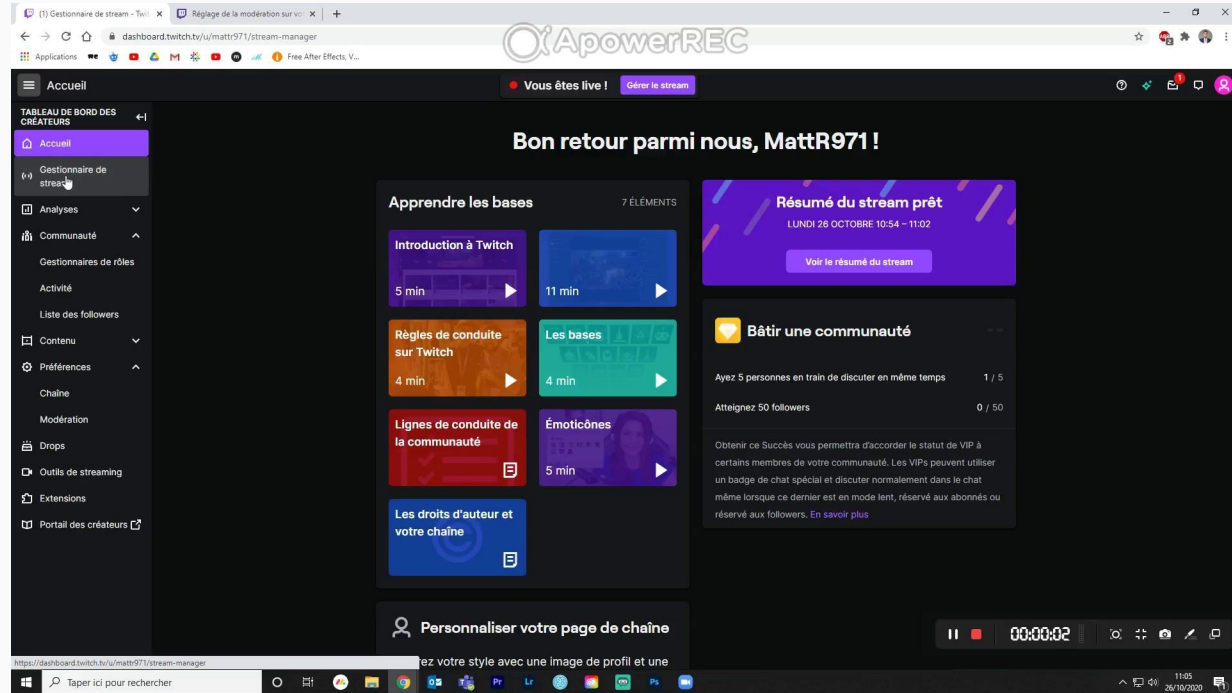 (1) Gestionnaire de stream - Twi
Réglage de la modération sur vo
dashboard.twitch.tv/u/mattr971/stream-manager
ApowerREC
Applications
Free After Effects, V...
Accueil
Vous êtes live !
Gérer le stream
1
TABLEAU DE BORD DES
CRÉATEURS
Accueil
Gestionnaire de
stream
Analyses
Communauté
Gestionnaires de rôles
Activité
Liste des followers
Contenu
Préférences
Chaîne
Modération
Drops
Outils de streaming
Extensions
Portail des créateurs
Bon retour parmi nous, MattR971 !
Apprendre les bases
7 ÉLÉMENTS
Introduction à Twitch
5 min
11 min
Règles de conduite
sur Twitch
4 min
Les bases
4 min
Lignes de conduite de
la communauté
Émoticônes
5 min
Les droits d'auteur et
votre chaîne
Personnaliser votre page de chaîne
rez votre style avec une image de profil et une
Résumé du stream prêt
LUNDI 26 OCTOBRE 10:54 – 11:02
Voir le résumé du stream
Bâtir une communauté
Ayez 5 personnes en train de discuter en même temps
1 / 5
Atteignez 50 followers
0 / 50
Obtenir ce Succès vous permettra d'accorder le statut de VIP à
certains membres de votre communauté. Les VIPs peuvent utiliser
un badge de chat spécial et discuter normalement dans le chat
même lorsque ce dernier est en mode lent, réservé aux abonnés ou
réservé aux followers. En savoir plus
00:00:02
https://dashboard.twitch.tv/u/mattr971/stream-manager
Taper ici pour rechercher
Pr
Lr
Ps
11:05
26/10/2020